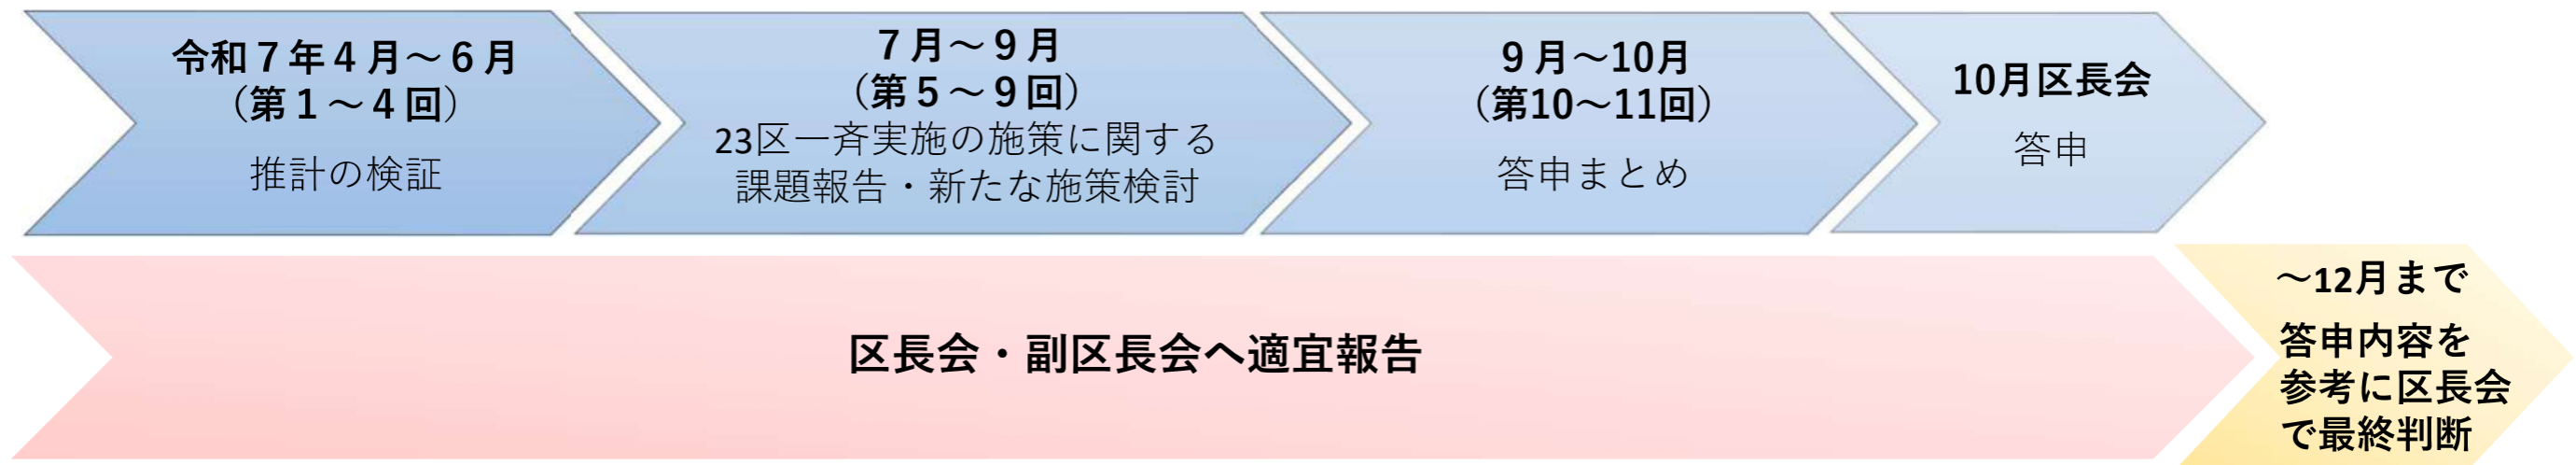 令和７年４月～６月
（第１～４回）
推計の検証
７月～９月
（第５～９回）
23区一斉実施の施策に関する
課題報告・新たな施策検討
９月～10月
（第10～11回）
答申まとめ
10月区長会
答申
区長会・副区長会へ適宜報告
～12月まで
答申内容を
参考に区長会
で最終判断